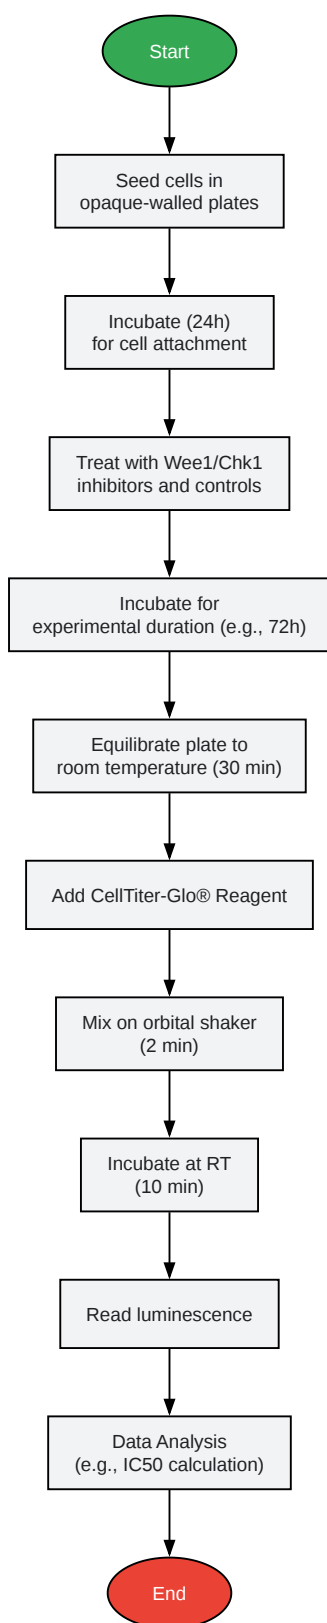 Start
Seed cells in
opaque-walled plates
Incubate (24h)
for cell attachment
Treat with Wee1/Chk1
inhibitors and controls
Incubate for
experimental duration (e.g., 72h)
Equilibrate plate to
room temperature (30 min)
Add CellTiter-Glo® Reagent
Mix on orbital shaker
(2 min)
Incubate at RT
(10 min)
Read luminescence
Data Analysis
(e.g., IC50 calculation)
End